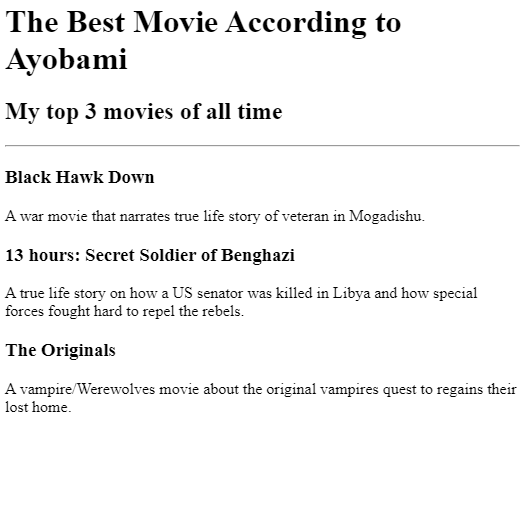 The Best Movie According to
Ayobami
My top 3 movies of all time
Black Hawk Down
A war movie that narrates true life story of veteran in Mogadishu.
13 hours: Secret Soldier of Benghazi
A true life story on how a US senator was killed in Libya and how special
forces fought hard to repel the rebels.
The Originals
A vampire/Werewolves movie about the original vampires quest to regains their
lost home.